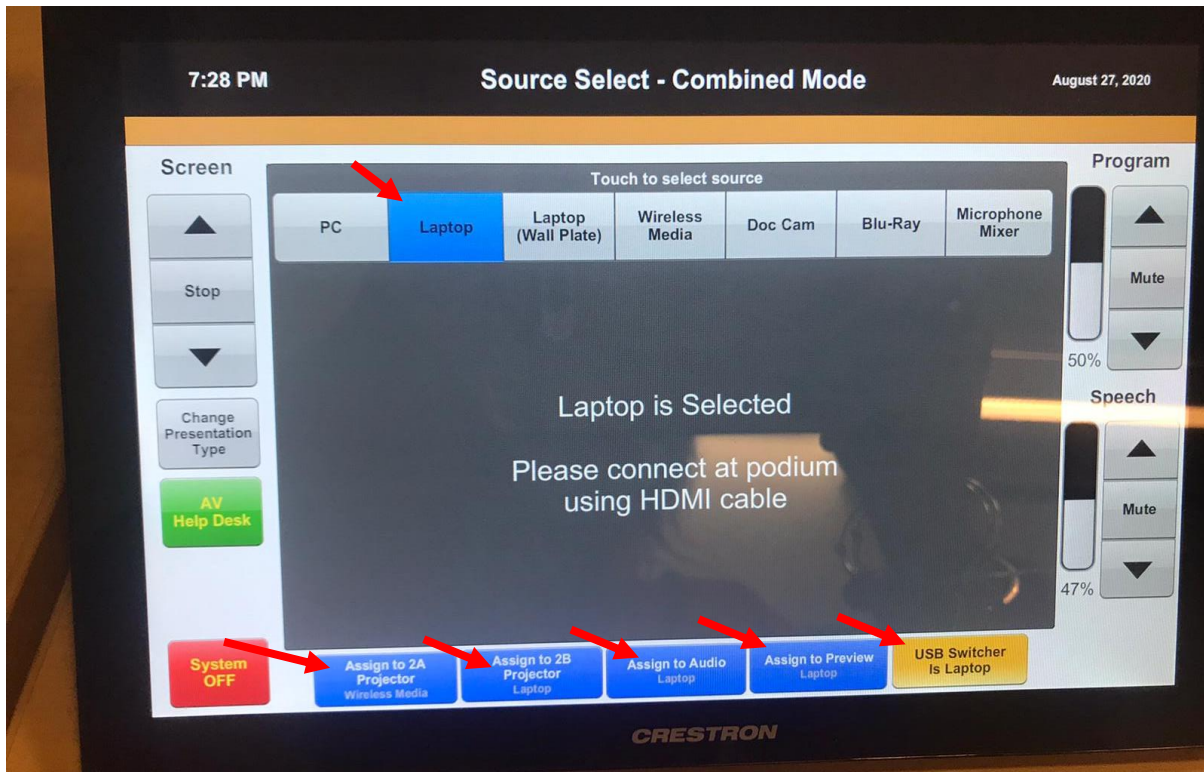 7:28 PM
Source Select - Combined Mode
August 27, 2020
Screen
Program
Touch to select source
PC
Laptop
Laptop
(Wall Plate)
Wireless
Media
Doc Cam
Blu-Ray
Microphone
Mixer
Stop
Mute
50%
Change
Presentation
Type
Laptop is Selected
Please connect at podium
using HDMI cable
Speech
AV
Help Desk
Mute
47%
System
OFF
Assign to 2A
Projector
Wireless Media
Assign to 2B
Projector
Laptop
Assign to Audio
Laptop
Assign to Preview
Laptop
USB Switcher
Is Laptop
CRESTRON